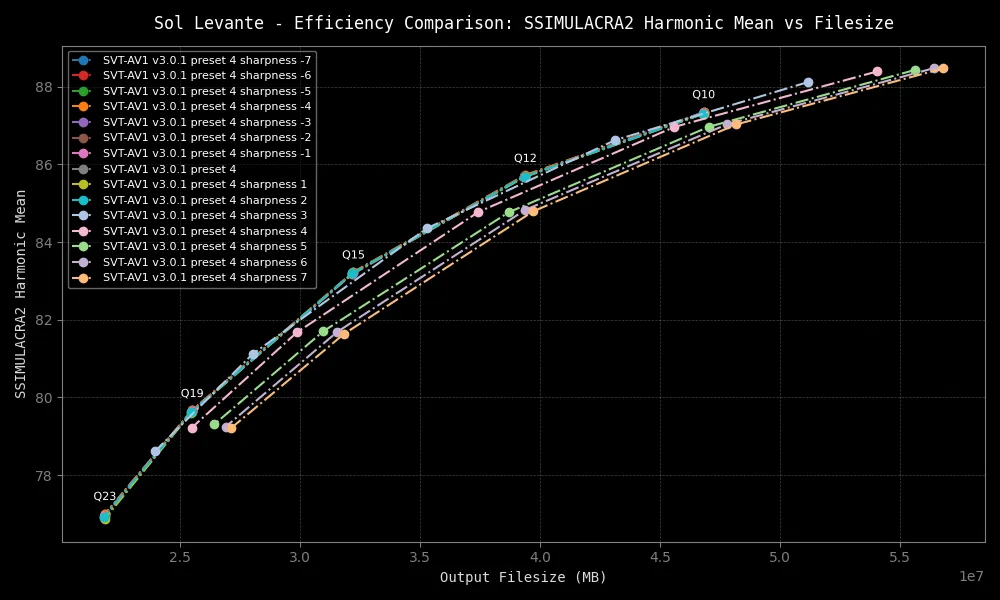 Sol Levante - Efficiency Comparison: SSIMULACRA2 Harmonic Mean vs Filesize
SVT-AV1 v3.0.1 preset 4 sharpness -7
SVT-AV1 v3.0.1 preset 4 sharpness -6
SVT-AV1 v3.0.1 preset 4 sharpness -5
SVT-AV1 v3.0.1 preset 4 sharpness -4
SVT-AV1 v3.0.1 preset 4 sharpness -3
SVT-AV1 v3.0.1 preset 4 sharpness -2
SVT-AV1 v3.0.1 preset 4 sharpness -1
SVT-AV1 v3.0.1 preset 4
SVT-AV1 v3.0.1 preset 4 sharpness 1
SVT-AV1 v3.0.1 preset 4 sharpness 2
SVT-AV1 v3.0.1 preset 4 sharpness 3
SVT-AV1 v3.0.1 preset 4 sharpness 4
SVT-AV1 v3.0.1 preset 4 sharpness 5
SVT-AV1 v3.0.1 preset 4 sharpness 6
SVT-AV1 v3.0.1 preset 4 sharpness 7
Q10
Q12
Q15
Q19
Q23
88
86
84
82
80
78
SSIMULACRA2 Harmonic Mean
2.5 3.0 3.5 4.0 4.5 5.0 5.5
1e7
Output Filesize (MB)